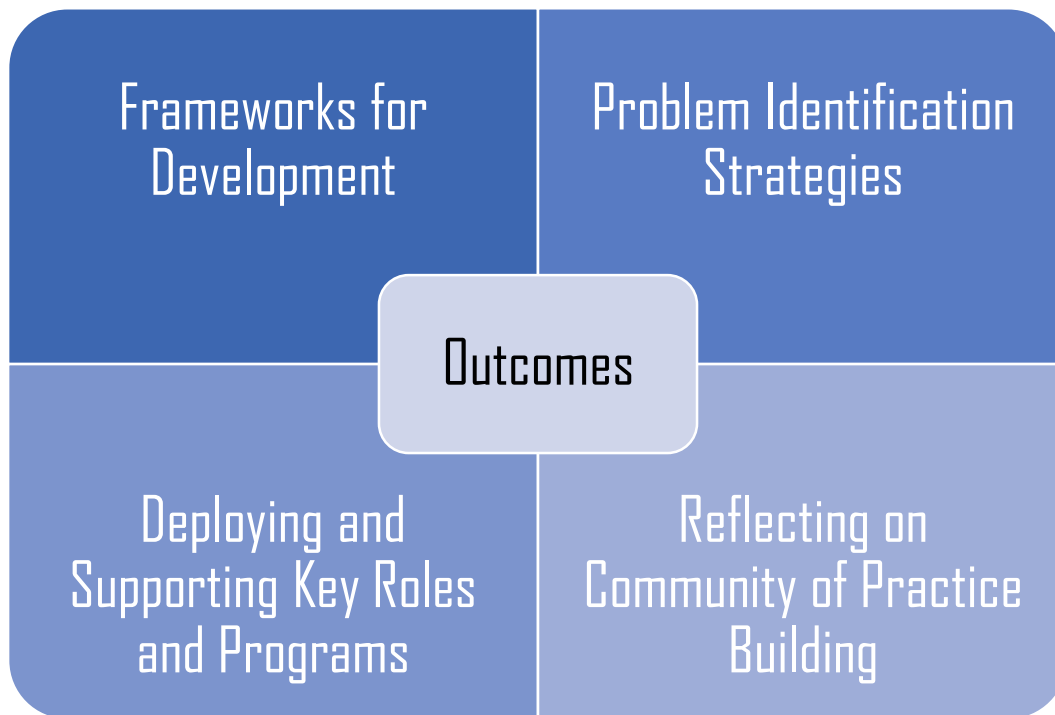 Frameworks for
Development
Problem Identification
Strategies
Outcomes
Deploying and
Supporting Key Roles
and Programs
Reflecting on
Community of Practice
Building